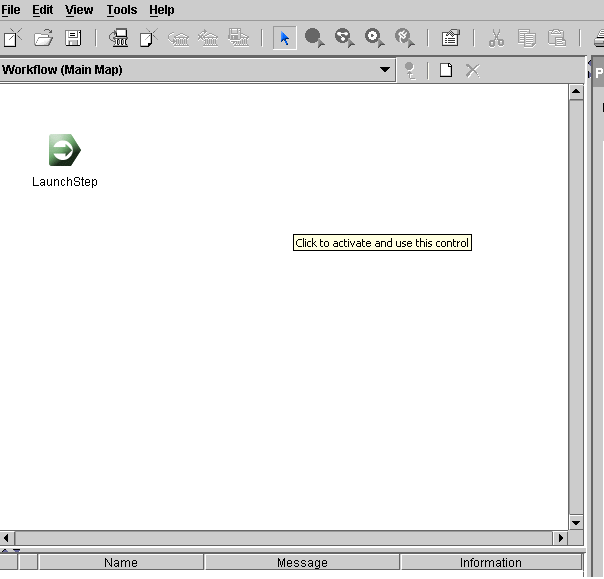 File Edit View Tools Help
Workflow (Main Map)
P
LaunchStep
Click to activate and use this control
Name Message Information